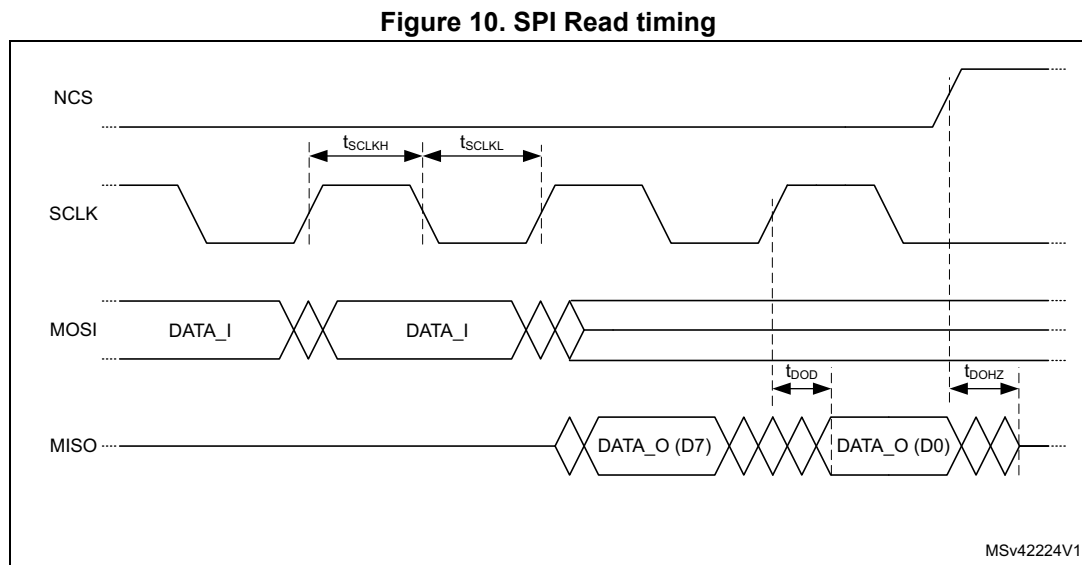 Figure 10. SPI Read timing
NCS
tSCLKH
tSCLKL
SCLK
MOSI
DATA_I
DATA_I
tDOD
tDOHZ
MISO
DATA_O (D7)
DATA_O (D0)
MSv42224V1